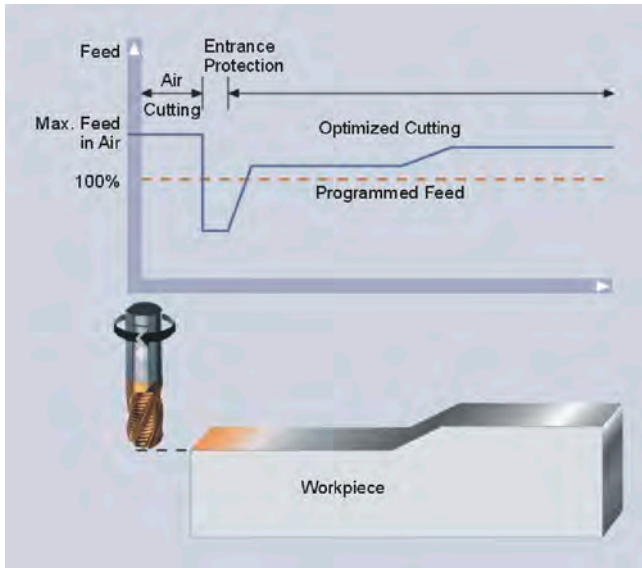 Feed
Entrance
Protection
Air
Cutting
Max. Feed
in Air
Optimized Cutting
100%
Programmed Feed
Workpiece